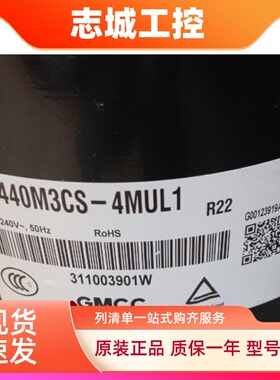 志城工控
440M3CS-4MUL1
R22
240V~, 50Hz
RoHS
311003901W
GMCC
现货
速发
列清单一站式购齐服务
原装正品 质保一年 型号